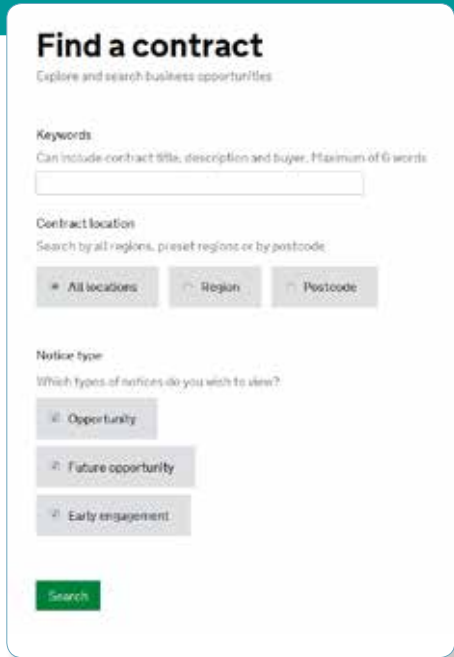 Find a contract
Explore and search business opportunities
Keywords
Can include contract title, description and buyer. Maximum of 6 words
Contract location
Search by all regions, preset regions or by postcode
All locations
Region
Postcode
Notice type
Which types of notices do you wish to view?
Opportunity
Future opportunity
Early engagement
Search